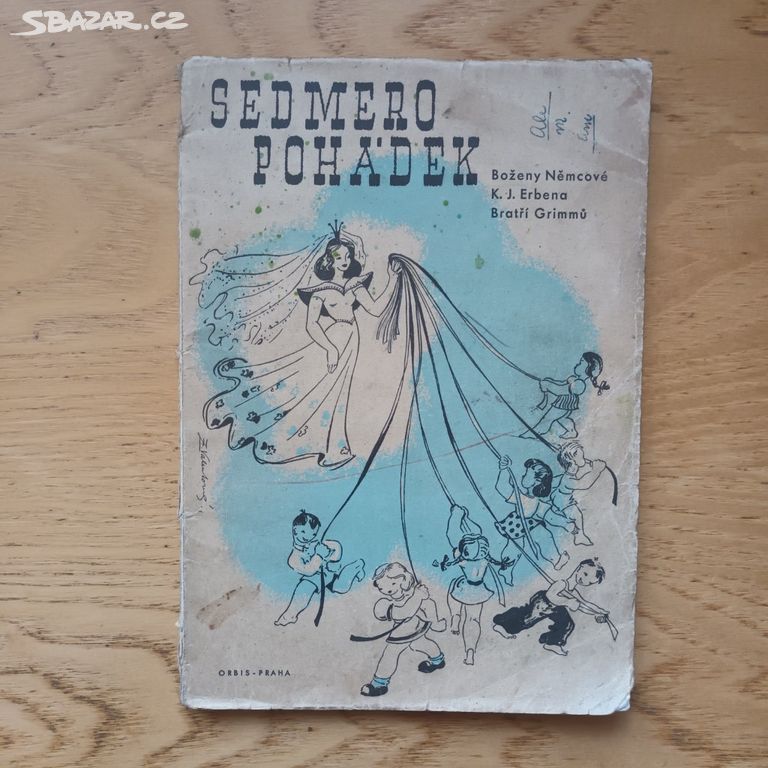 SBAZAR.CZ
SEDMERO
POHÁDEK
Boženy Němcové
K. J. Erbena
Bratří Grimmů
ORBIS-PRAHA